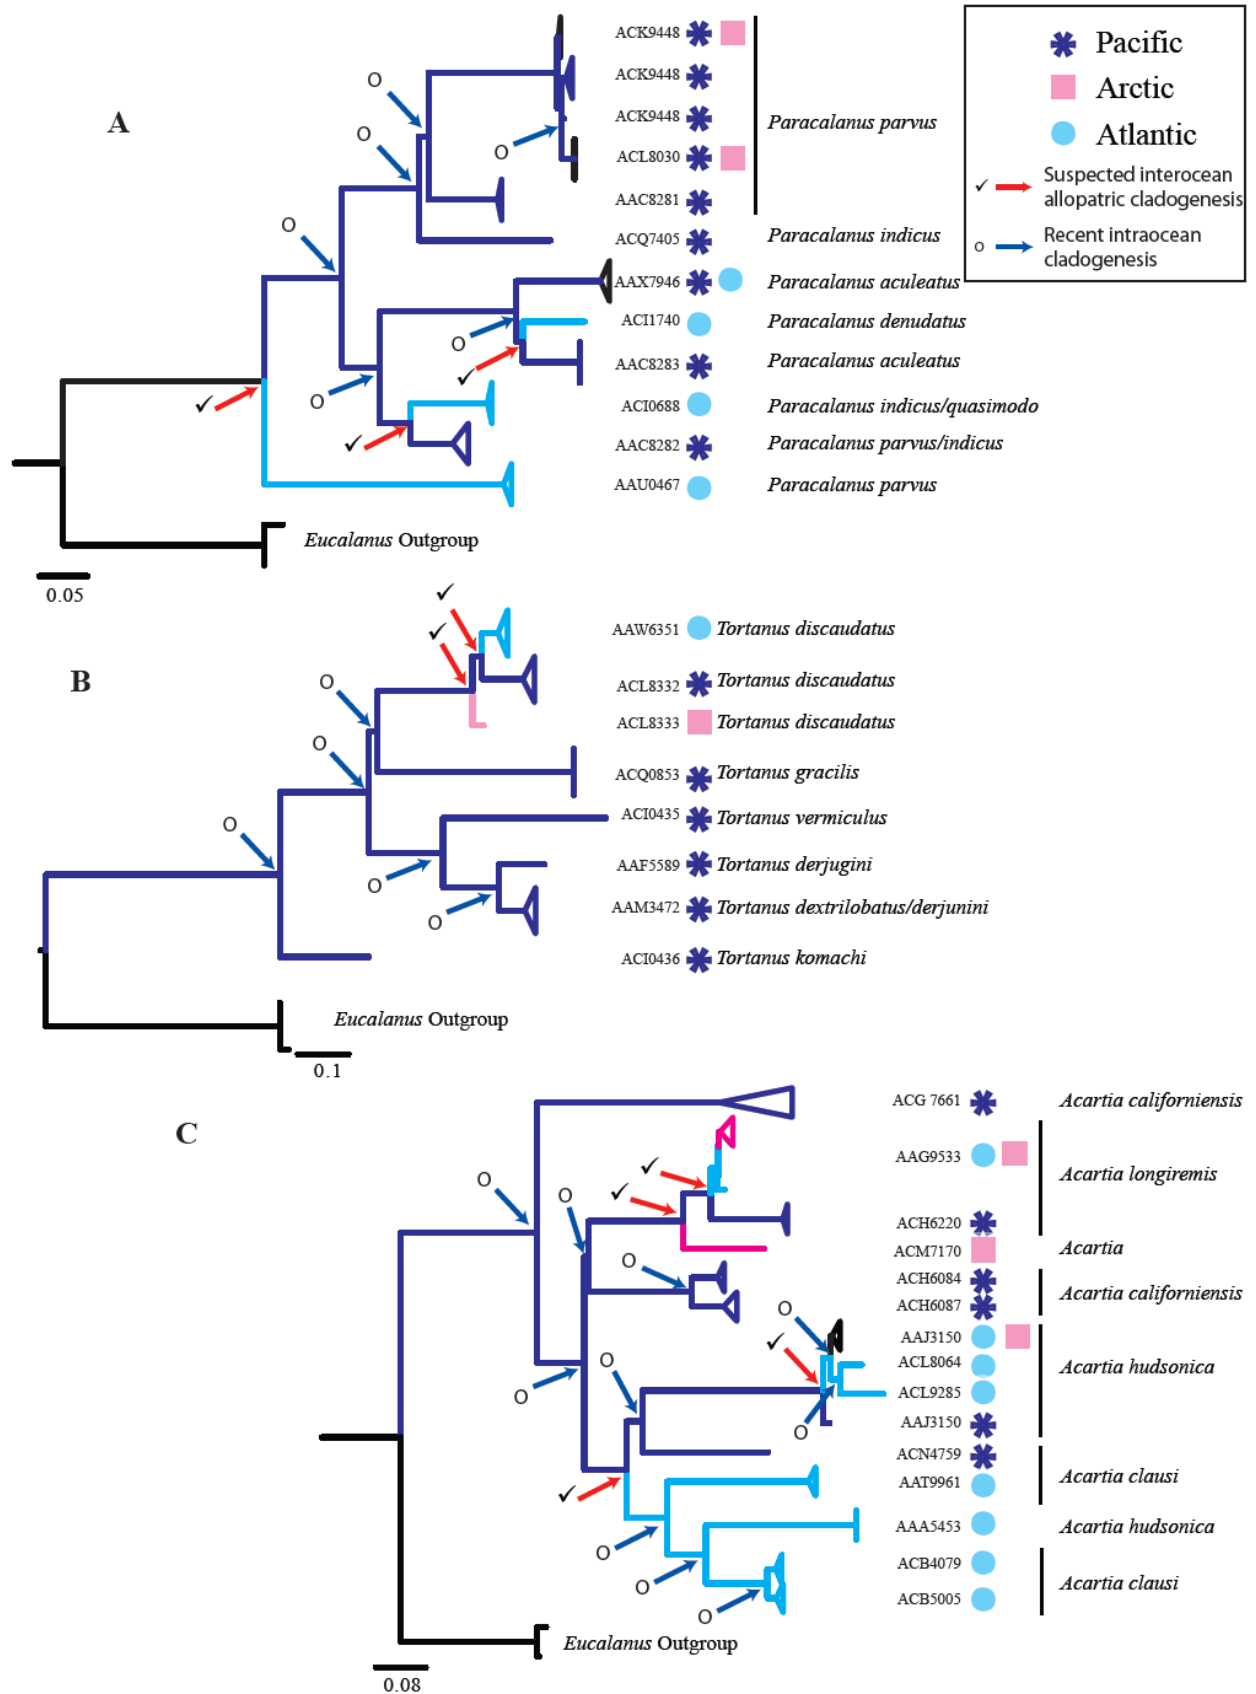 A
ACK9448
ACK9448
ACK9448
Paracalanus parvus
ACL8030
AAC8281
ACQ7405 Paracalanus indicus
AAX7946 Paracalanus aculeatus
ACI1740 Paracalanus denudatus
AAC8283 Paracalanus aculeatus
ACI0688 Paracalanus indicus/quasimodo
AAC8282 Paracalanus parvus/indicus
AAU0467 Paracalanus parvus
Eucalanus Outgroup
0.05
Pacific
Arctic
Atlantic
✓ Suspected interocean
allopatric cladogenesis
o Recent intraocean
cladogenesis
O
O
O
O
✓
O
✓
O
✓
B
✓
✓
AAW6351 Tortanus discaudatus
ACL8332 Tortanus discaudatus
ACL8333 Tortanus discaudatus
ACQ0853 Tortanus gracilis
ACI0435 Tortanus vermiculus
AAF5589 Tortanus derjugini
AAM3472 Tortanus dextrilobatus/derjunini
ACI0436 Tortanus komachi
O
O
O
O
O
Eucalanus Outgroup
0.1
C
ACG 7661 Acartia californiensis
AAG9533
Acartia longiremis
ACH6220
ACM7170 Acartia
ACH6084
Acartia californiensis
ACH6087
AAJ3150
ACL8064
Acartia hudsonica
ACL9285
AAJ3150
ACN4759
Acartia clausi
AAT9961
AAA5453 Acartia hudsonica
ACB4079
Acartia clausi
ACB5005
✓
O
✓
O
O
O
✓
O
O
O
✓
O
O
O
Eucalanus Outgroup
0.08